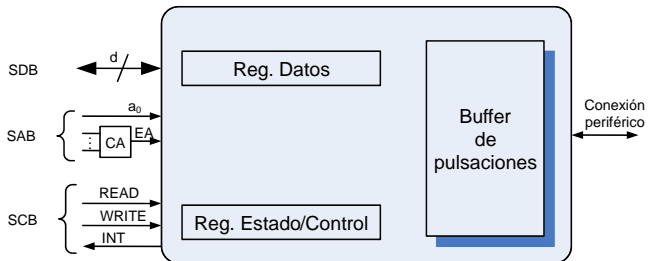 SDB
d
Reg. Datos
SAB
a₀
CA
EA
Buffer
de
pulsaciones
Conexión
periférico
SCB
READ
WRITE
INT
Reg. Estado/Control